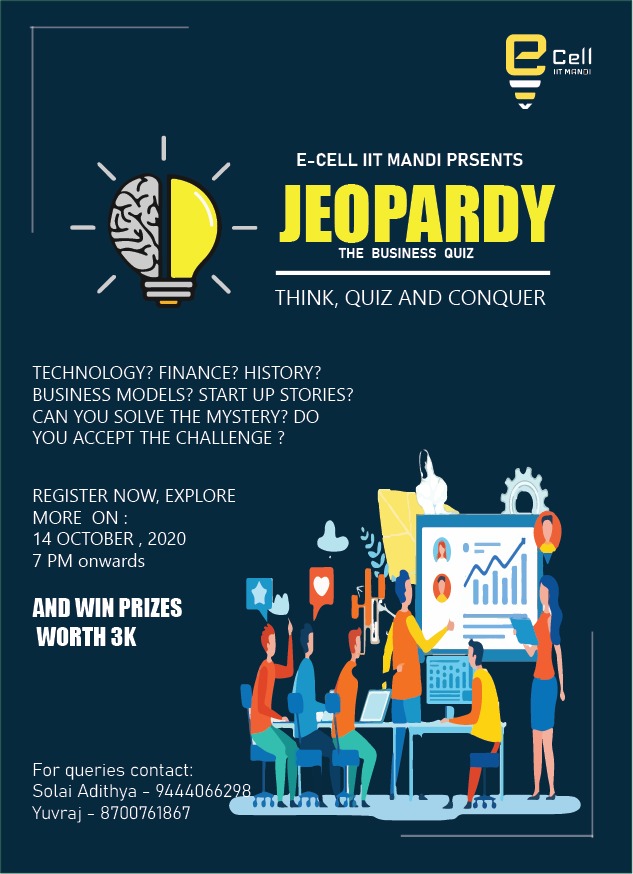 e Cell
IIT MANDI
E-CELL IIT MANDI PRSENTS
JEOPARDY
THE BUSINESS QUIZ
THINK, QUIZ AND CONQUER
TECHNOLOGY? FINANCE? HISTORY?
BUSINESS MODELS? START UP STORIES?
CAN YOU SOLVE THE MYSTERY? DO
YOU ACCEPT THE CHALLENGE ?
REGISTER NOW, EXPLORE
MORE ON :
14 OCTOBER , 2020
7 PM onwards
AND WIN PRIZES
WORTH 3K
For queries contact:
Solai Adithya - 9444066298
Yuvraj - 8700761867